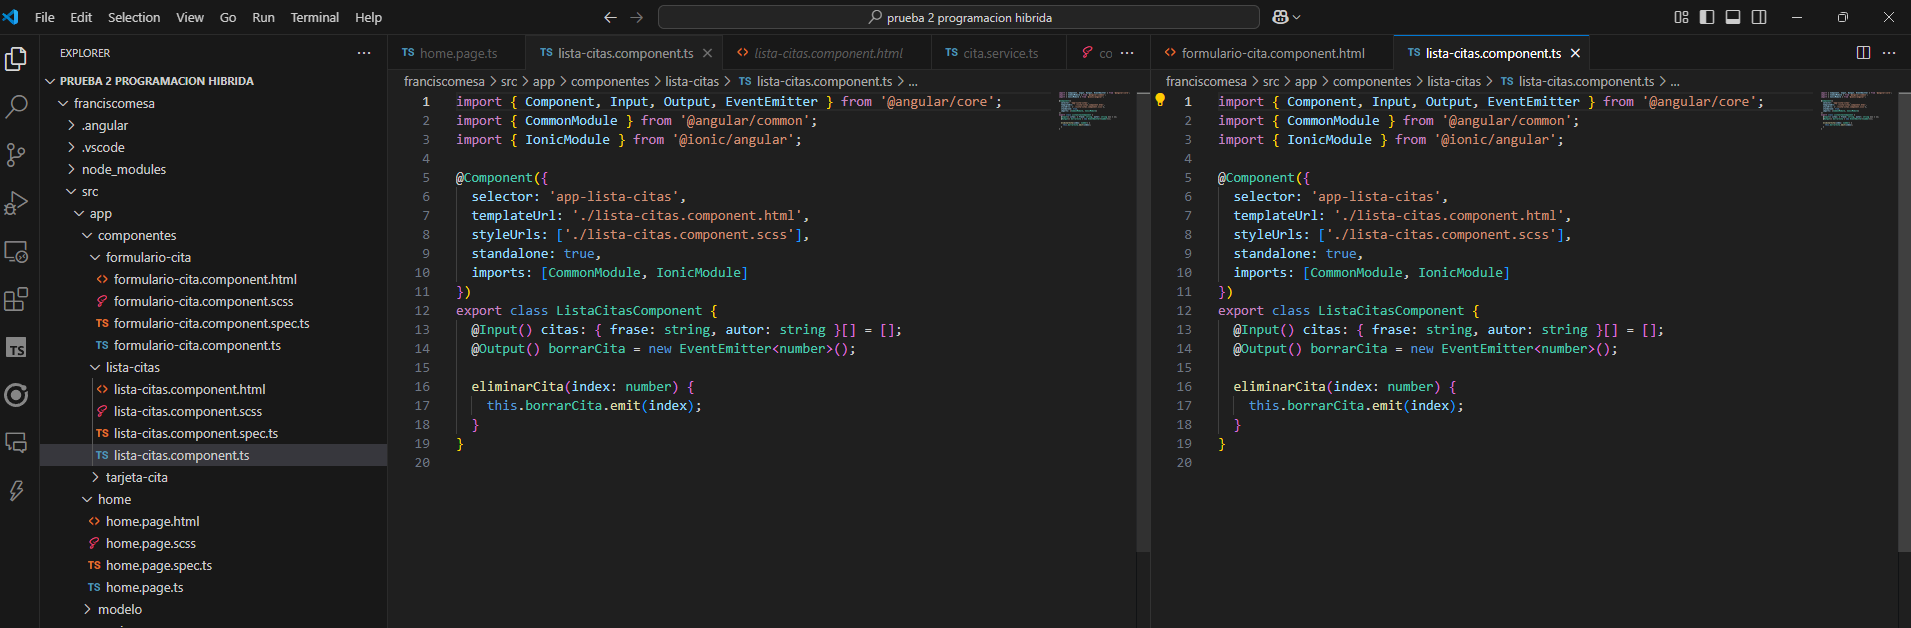 File Edit Selection View Go Run Terminal Help
prueba 2 programacion hibrida
EXPLORER
PRUEBA 2 PROGRAMACION HIBRIDA
franciscomesa
.angular
.vscode
node_modules
src
app
componentes
formulario-cita
formulario-cita.component.html
formulario-cita.component.scss
TS formulario-cita.component.spec.ts
TS formulario-cita.component.ts
lista-citas
lista-citas.component.html
lista-citas.component.scss
TS lista-citas.component.spec.ts
TS lista-citas.component.ts
tarjeta-cita
home
home.page.html
home.page.scss
TS home.page.spec.ts
TS home.page.ts
modelo
TS home.page.ts TS lista-citas.component.ts lista-citas.component.html TS cita.service.ts co
franciscomesa > src > app > componentes > lista-citas > TS lista-citas.component.ts > ...
1 import { Component, Input, Output, EventEmitter } from '@angular/core';
2 import { CommonModule } from '@angular/common';
3 import { IonicModule } from '@ionic/angular';
4
5 @Component({
6 selector: 'app-lista-citas',
7 templateUrl: './lista-citas.component.html',
8 styleUrls: ['./lista-citas.component.scss'],
9 standalone: true,
10 imports: [CommonModule, IonicModule]
11 })
12 export class ListaCitasComponent {
13 @Input() citas: { frase: string, autor: string }[] = [];
14 @Output() borrarCita = new EventEmitter<number>();
15
16 eliminarCita(index: number) {
17 this.borrarCita.emit(index);
18 }
19 }
20
formulario-cita.component.html TS lista-citas.component.ts
franciscomesa > src > app > componentes > lista-citas > TS lista-citas.component.ts > ...
1 import { Component, Input, Output, EventEmitter } from '@angular/core';
2 import { CommonModule } from '@angular/common';
3 import { IonicModule } from '@ionic/angular';
4
5 @Component({
6 selector: 'app-lista-citas',
7 templateUrl: './lista-citas.component.html',
8 styleUrls: ['./lista-citas.component.scss'],
9 standalone: true,
10 imports: [CommonModule, IonicModule]
11 })
12 export class ListaCitasComponent {
13 @Input() citas: { frase: string, autor: string }[] = [];
14 @Output() borrarCita = new EventEmitter<number>();
15
16 eliminarCita(index: number) {
17 this.borrarCita.emit(index);
18 }
19 }
20